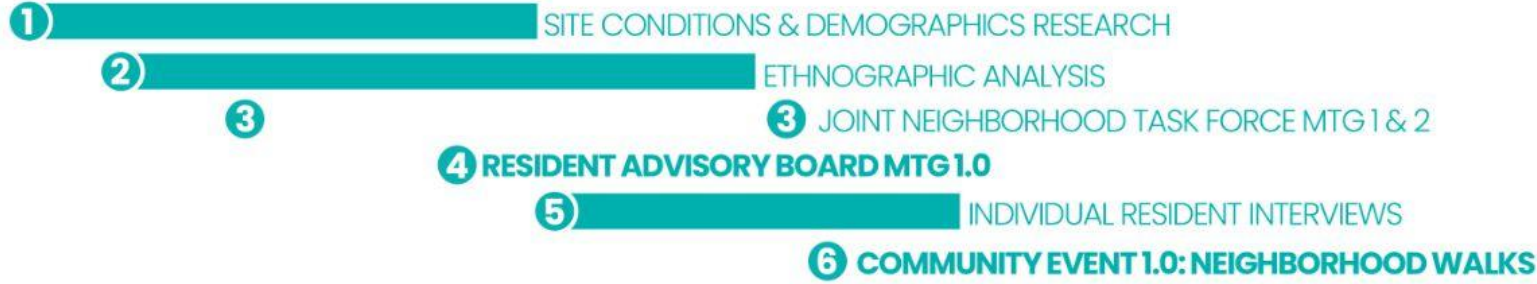 1 SITE CONDITIONS & DEMOGRAPHICS RESEARCH
2 ETHNOGRAPHIC ANALYSIS
3 3 JOINT NEIGHBORHOOD TASK FORCE MTG 1 & 2
4 RESIDENT ADVISORY BOARD MTG 1.0
5 INDIVIDUAL RESIDENT INTERVIEWS
6 COMMUNITY EVENT 1.0: NEIGHBORHOOD WALKS